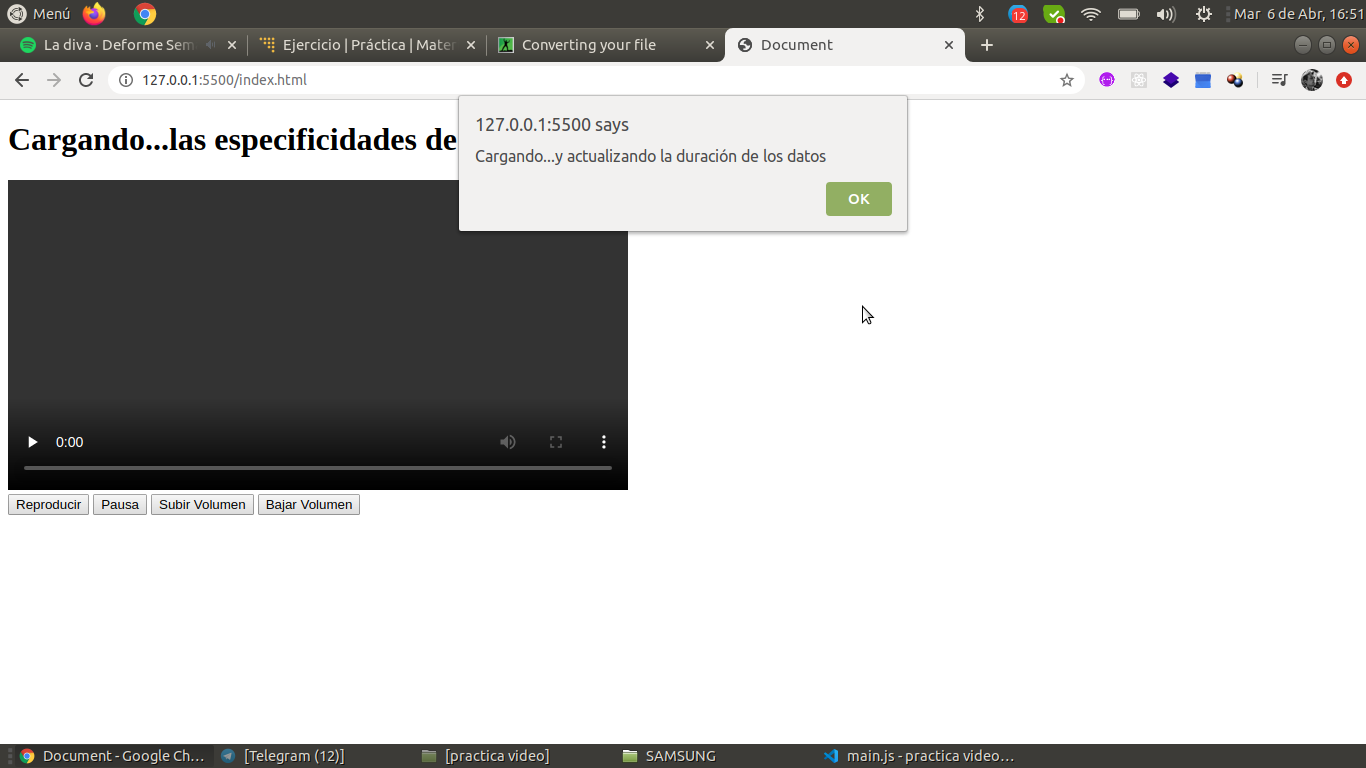 Menú
12
Mar 6 de Abr, 16:51
La diva · Deforme Sem
Ejercicio | Práctica | Mater
Converting your file
Document
127.0.0.1:5500/index.html
Cargando...las especificidades de
127.0.0.1:5500 says
Cargando...y actualizando la duración de los datos
OK
0:00
Reproducir
Pausa
Subir Volumen
Bajar Volumen
Document - Google Ch...
[Telegram (12)]
[practica video]
SAMSUNG
main.js - practica video...